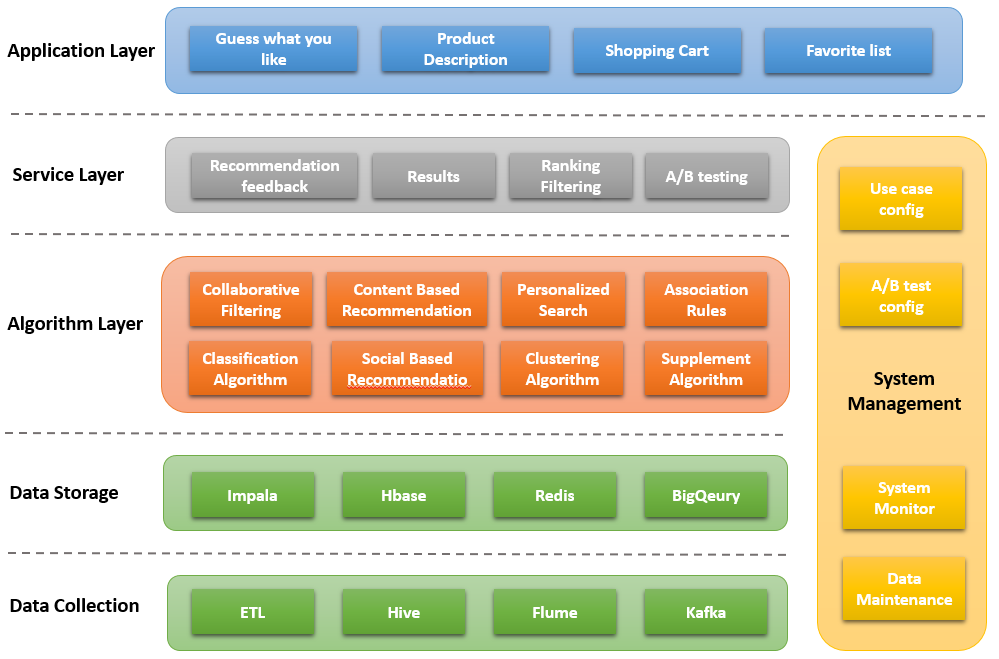 Application Layer
Guess what you
like
Product
Description
Shopping Cart
Favorite list
Service Layer
Recommendation
feedback
Results
Ranking
Filtering
A/B testing
Algorithm Layer
Collaborative
Filtering
Content Based
Recommendation
Personalized
Search
Association
Rules
Classification
Algorithm
Social Based
Recommendatio
Clustering
Algorithm
Supplement
Algorithm
Data Storage
Impala
Hbase
Redis
BigQeury
Data Collection
ETL
Hive
Flume
Kafka
Use case
config
A/B test
config
System
Management
System
Monitor
Data
Maintenance